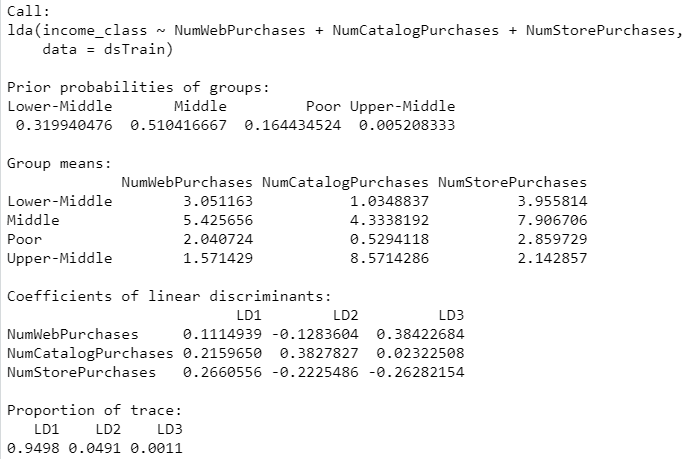 Call:
lda(income_class ~ NumWebPurchases + NumCatalogPurchases + NumStorePurchases,
    data = dsTrain)

Prior probabilities of groups:
Lower-Middle       Middle         Poor Upper-Middle
 0.319940476  0.510416667  0.164434524  0.005208333

Group means:
             NumWebPurchases NumCatalogPurchases NumStorePurchases
Lower-Middle        3.051163           1.0348837          3.955814
Middle              5.425656           4.3338192          7.906706
Poor                2.040724           0.5294118          2.859729
Upper-Middle        1.571429           8.5714286          2.142857

Coefficients of linear discriminants:
                          LD1        LD2         LD3
NumWebPurchases     0.1114939 -0.1283604  0.38422684
NumCatalogPurchases 0.2159650  0.3827827  0.02322508
NumStorePurchases   0.2660556 -0.2225486 -0.26282154

Proportion of trace:
   LD1    LD2    LD3
0.9498 0.0491 0.0011